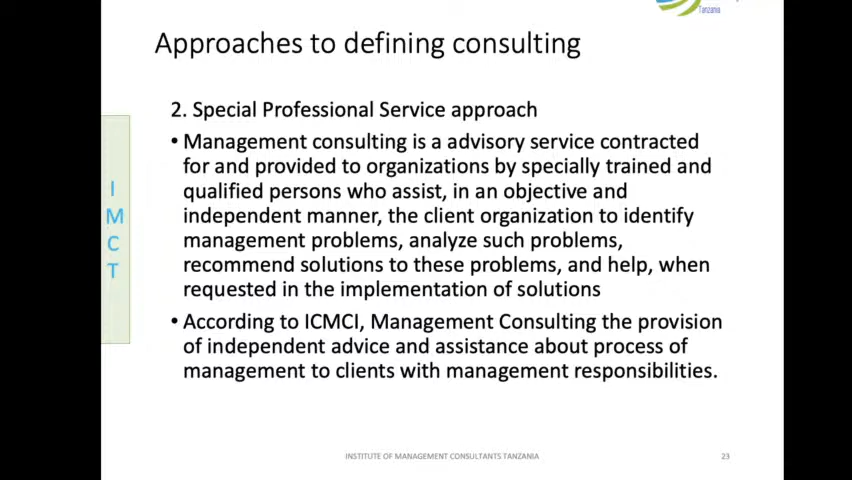 Tanzania
Approaches to defining consulting
2. Special Professional Service approach
• Management consulting is a advisory service contracted
for and provided to organizations by specially trained and
qualified persons who assist, in an objective and
independent manner, the client organization to identify
management problems, analyze such problems,
recommend solutions to these problems, and help, when
requested in the implementation of solutions
• According to ICMCI, Management Consulting the provision
of independent advice and assistance about process of
management to clients with management responsibilities.
I
M
C
T
INSTITUTE OF MANAGEMENT CONSULTANTS TANZANIA
23